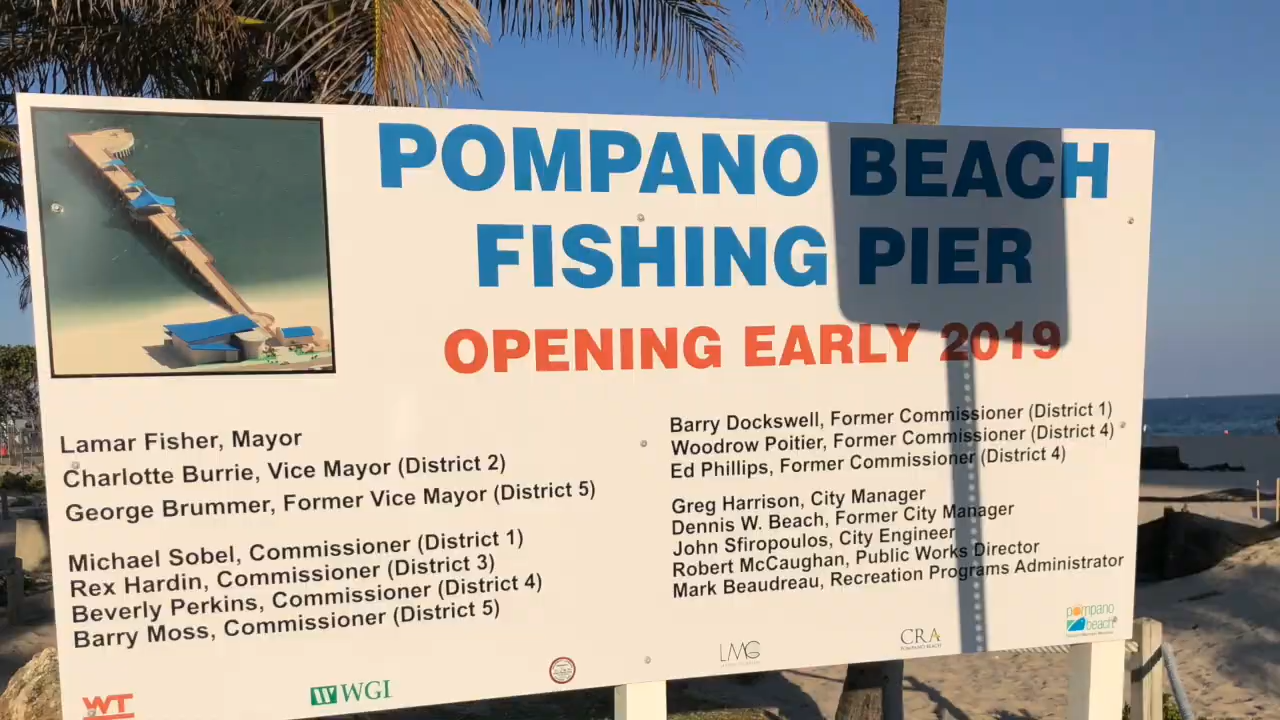 POMPANO BEACH
FISHING PIER
OPENING EARLY 2019
Lamar Fisher, Mayor
Charlotte Burrie, Vice Mayor (District 2)
George Brummer, Former Vice Mayor (District 5)
Michael Sobel, Commissioner (District 1)
Rex Hardin, Commissioner (District 3)
Beverly Perkins, Commissioner (District 4)
Barry Moss, Commissioner (District 5)
Barry Dockswell, Former Commissioner (District 1)
Woodrow Poitier, Former Commissioner (District 4)
Ed Phillips, Former Commissioner (District 4)
Greg Harrison, City Manager
Dennis W. Beach, Former City Manager
John Sfiropoulos, City Engineer
Robert McCaughan, Public Works Director
Mark Beaudreau, Recreation Programs Administrator
WT
W WGI
LMG
CRA
POMPANO BEACH
pompano
beach